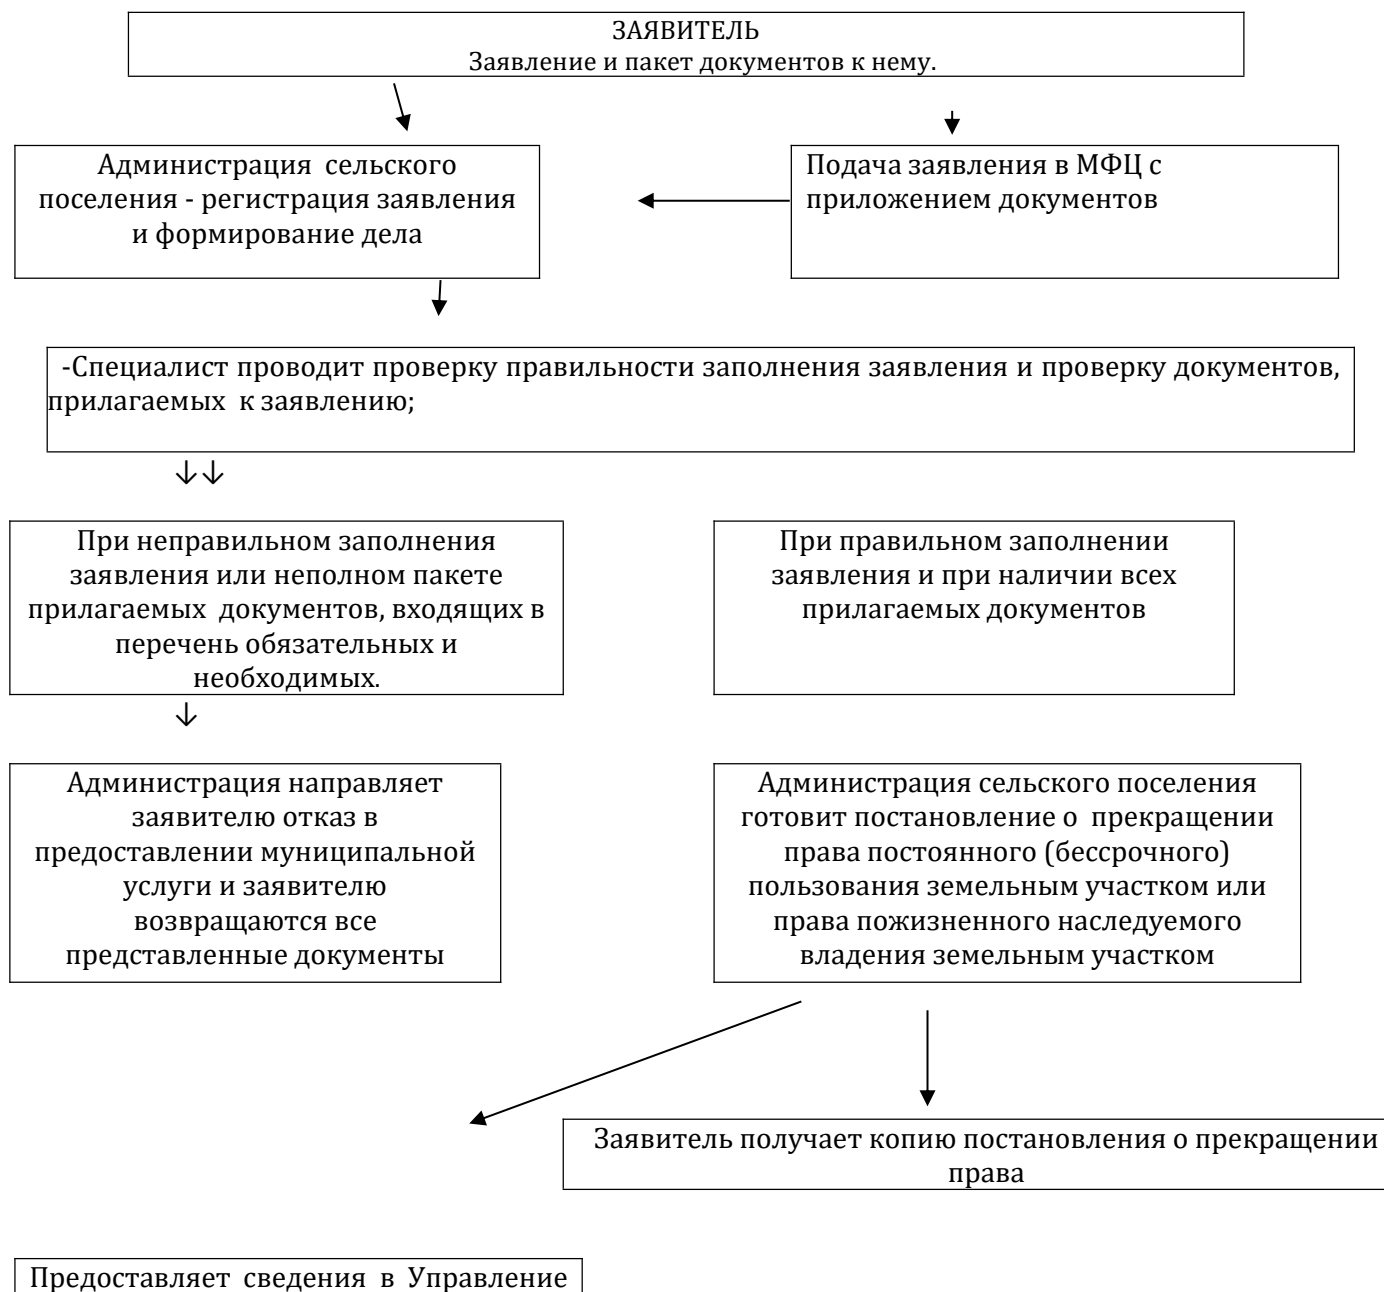 ЗАЯВИТЕЛЬ
Заявление и пакет документов к нему.
Администрация сельского
поселения - регистрация заявления
и формирование дела
Подача заявления в МФЦ с
приложением документов
-Специалист проводит проверку правильности заполнения заявления и проверку документов,
прилагаемых к заявлению;
↓↓
При неправильном заполнения
заявления или неполном пакете
прилагаемых документов, входящих в
перечень обязательных и
необходимых.
При правильном заполнении
заявления и при наличии всех
прилагаемых документов
↓
Администрация направляет
заявителю отказ в
предоставлении муниципальной
услуги и заявителю
возвращаются все
представленные документы
Администрация сельского поселения
готовит постановление о прекращении
права постоянного (бессрочного)
пользования земельным участком или
права пожизненного наследуемого
владения земельным участком
Заявитель получает копию постановления о прекращении
права
Предоставляет сведения в Управление